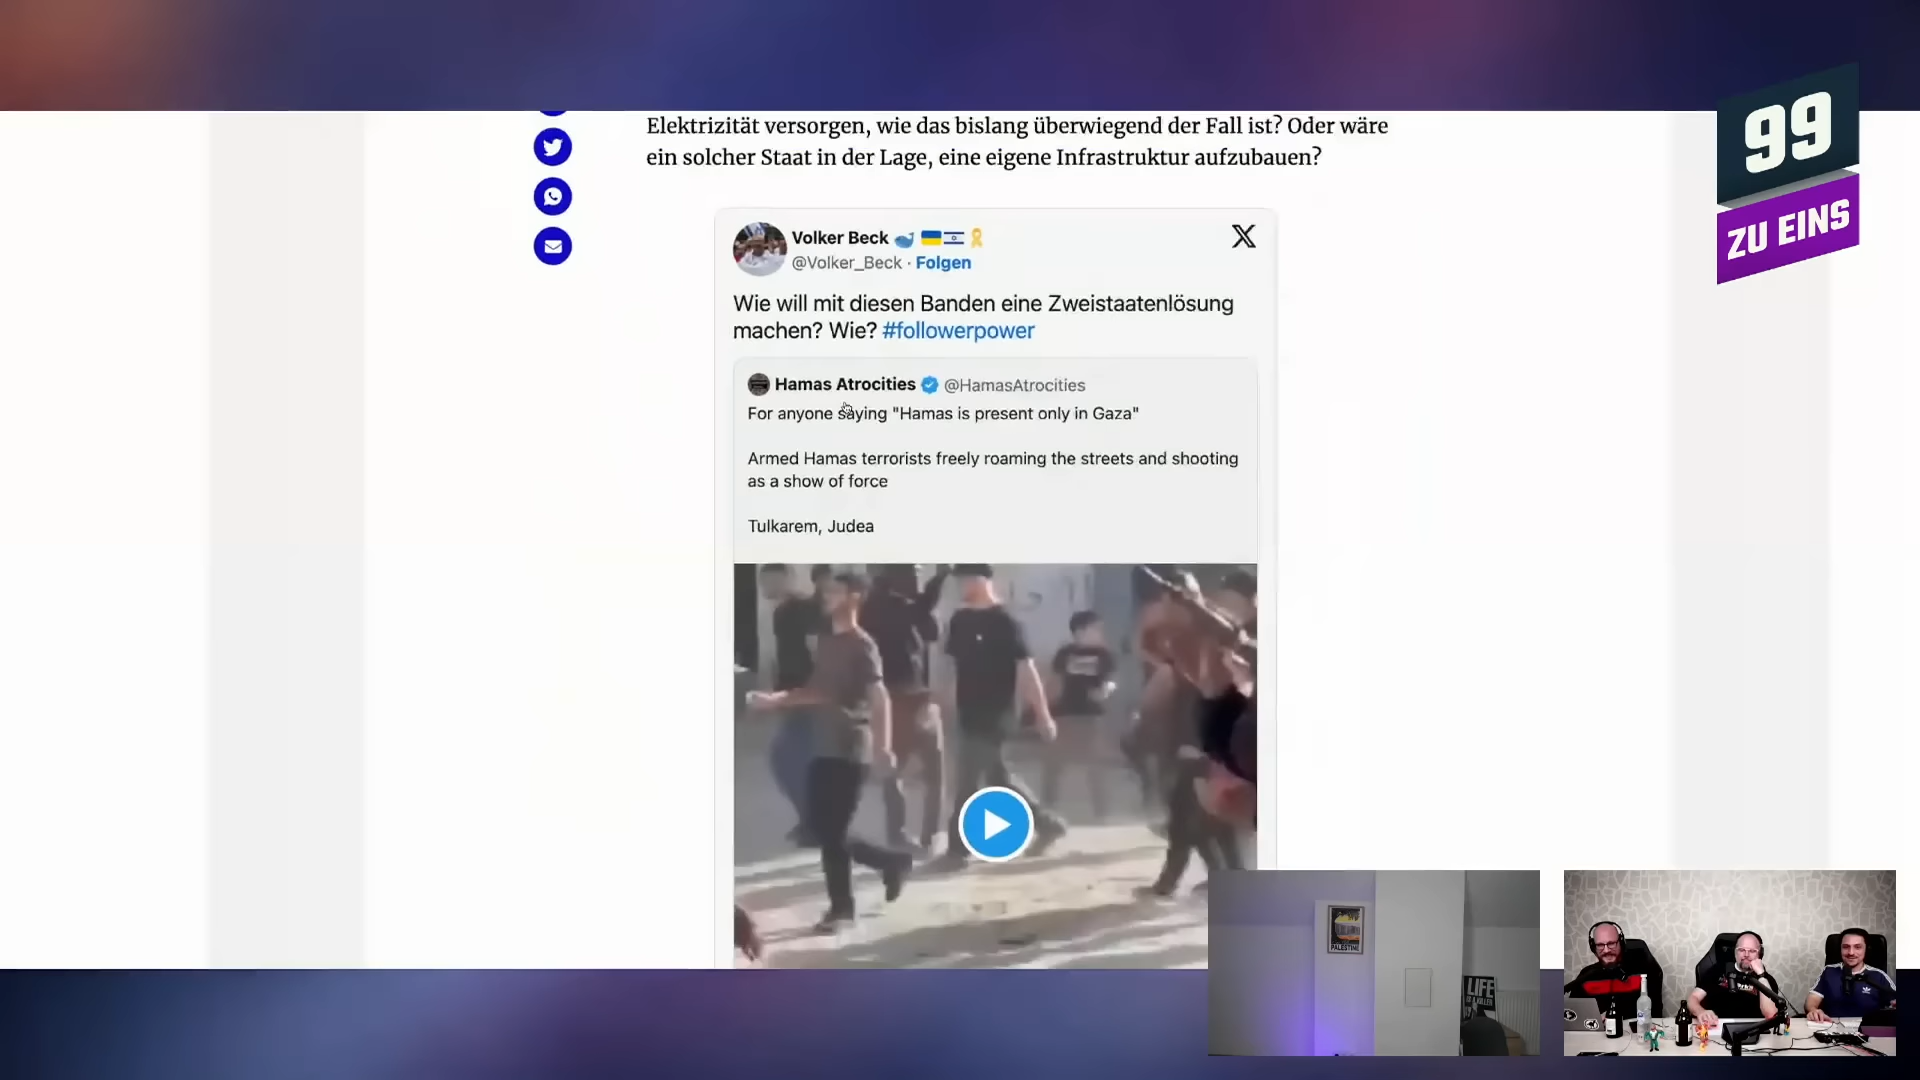 Elektrizität versorgen, wie das bislang überwiegend der Fall ist? Oder wäre
ein solcher Staat in der Lage, eine eigene Infrastruktur aufzubauen?
99
ZU EINS
Volker Beck
@Volker_Beck · Folgen
Wie will mit diesen Banden eine Zweistaatenlösung
machen? Wie? #followerpower
Hamas Atrocities @HamasAtrocities
For anyone saying "Hamas is present only in Gaza"
Armed Hamas terrorists freely roaming the streets and shooting
as a show of force
Tulkarem, Judea
PALESTINE
LIFE